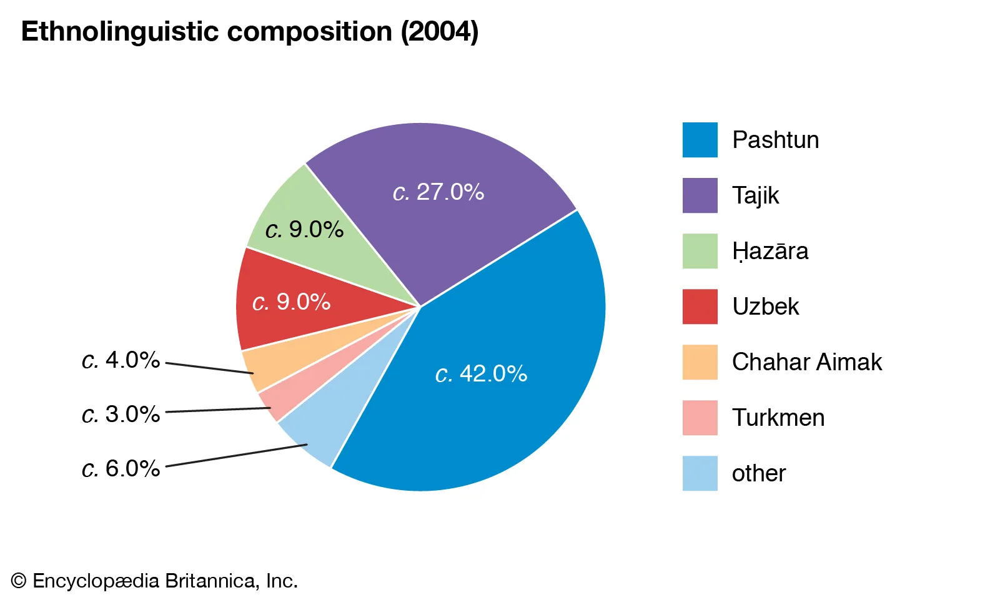 Ethnolinguistic composition (2004)
c. 27.0%
c. 9.0%
c. 9.0%
c. 4.0%
c. 3.0%
c. 6.0%
c. 42.0%
Pashtun
Tajik
Ḥazāra
Uzbek
Chahar Aimak
Turkmen
other
© Encyclopædia Britannica, Inc.